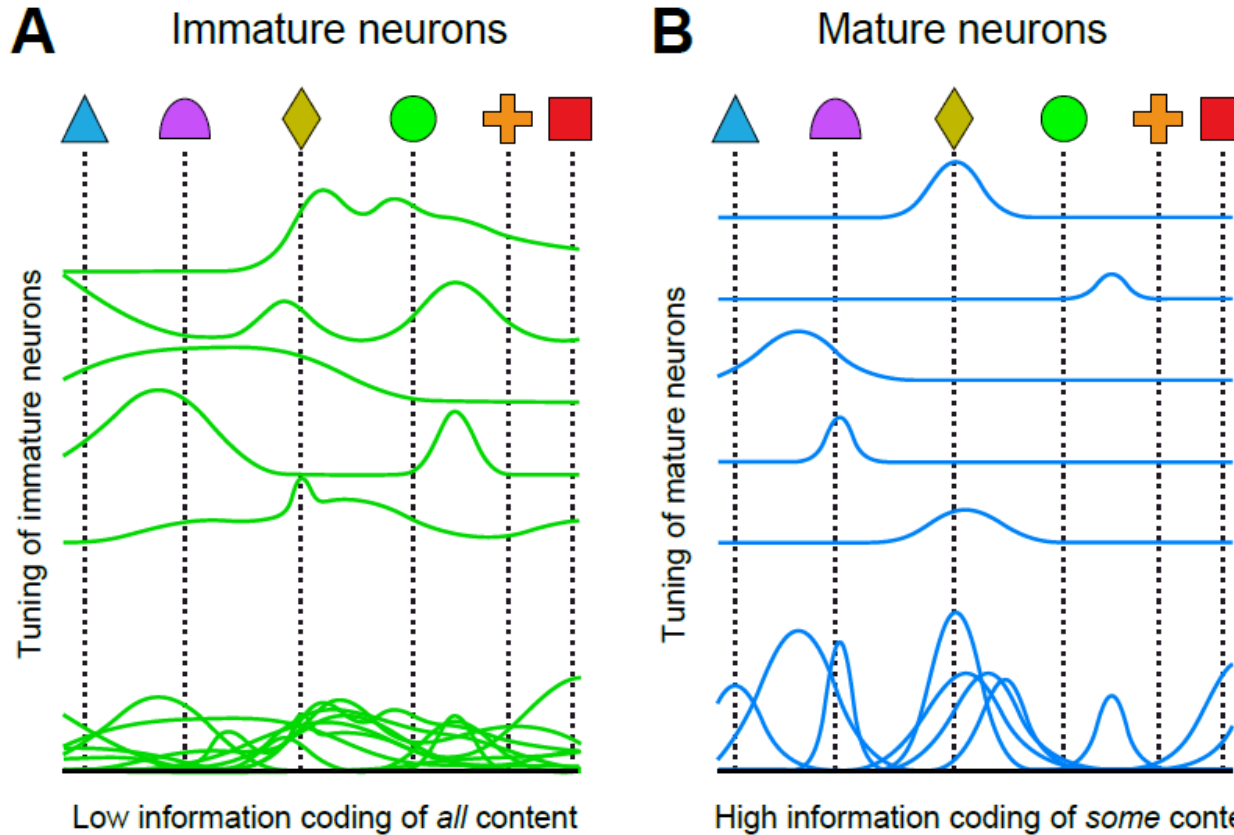 A
Immature neurons
Tuning of immature neurons
Low information coding of all content
B
Mature neurons
Tuning of mature neurons
High information coding of some conte